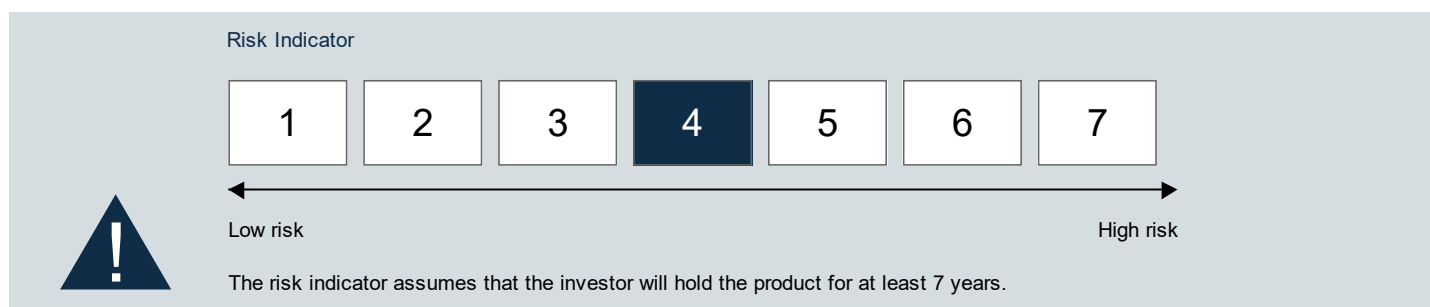 Risk Indicator
1 2 3 4 5 6 7
Low risk High risk
!
The risk indicator assumes that the investor will hold the product for at least 7 years.